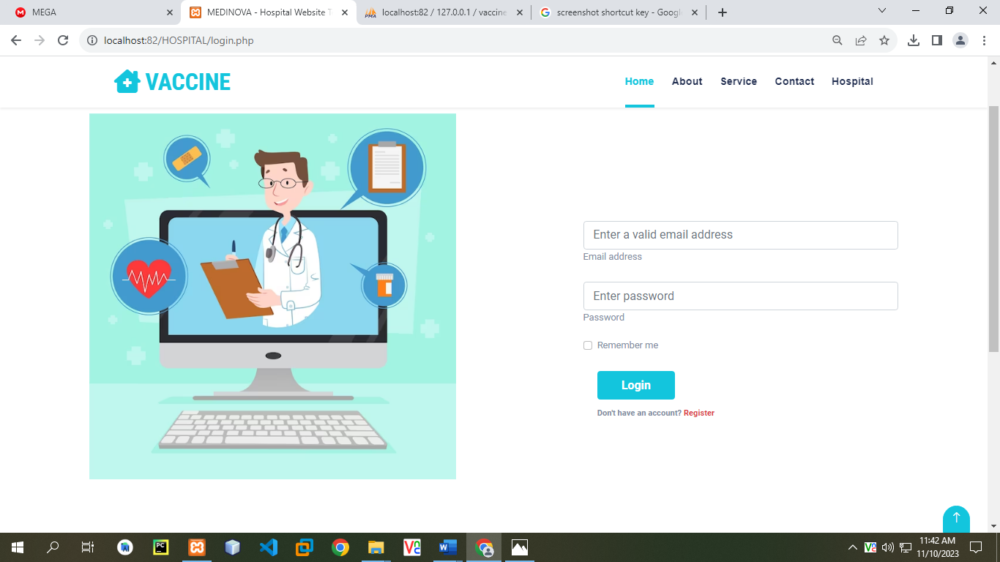 MEGA
MEDINOVA - Hospital Website T
localhost:82 / 127.0.0.1 / vaccine
screenshot shortcut key - Google
localhost:82/HOSPITAL/login.php
VACCINE
Home About Service Contact Hospital
Enter a valid email address
Email address
Enter password
Password
Remember me
Login
Don't have an account? Register
11:42 AM
11/10/2023